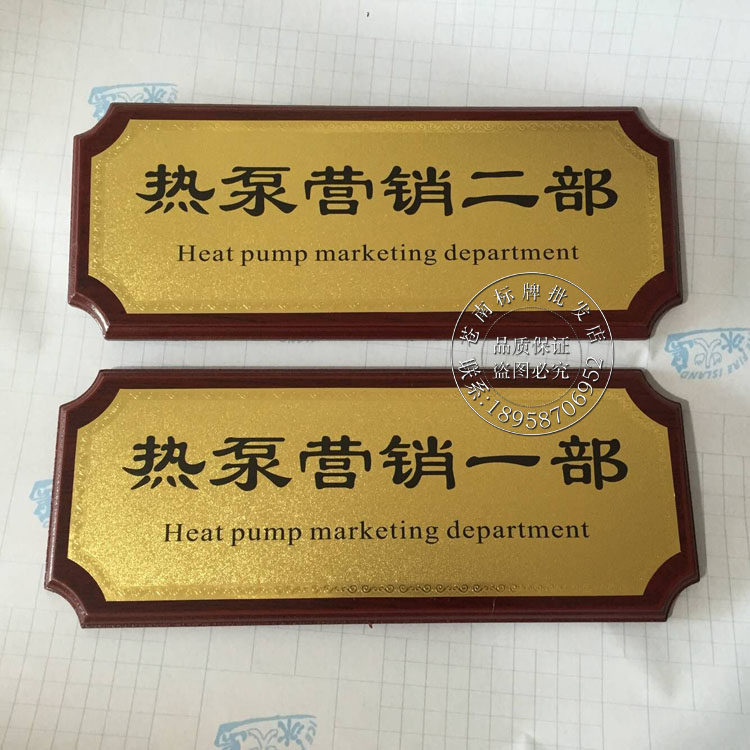 热泵营销二部
Heat pump marketing department
苍南标牌批发店
品质保证
盗图必究
联系:18958706952
热泵营销一部
Heat pump marketing department